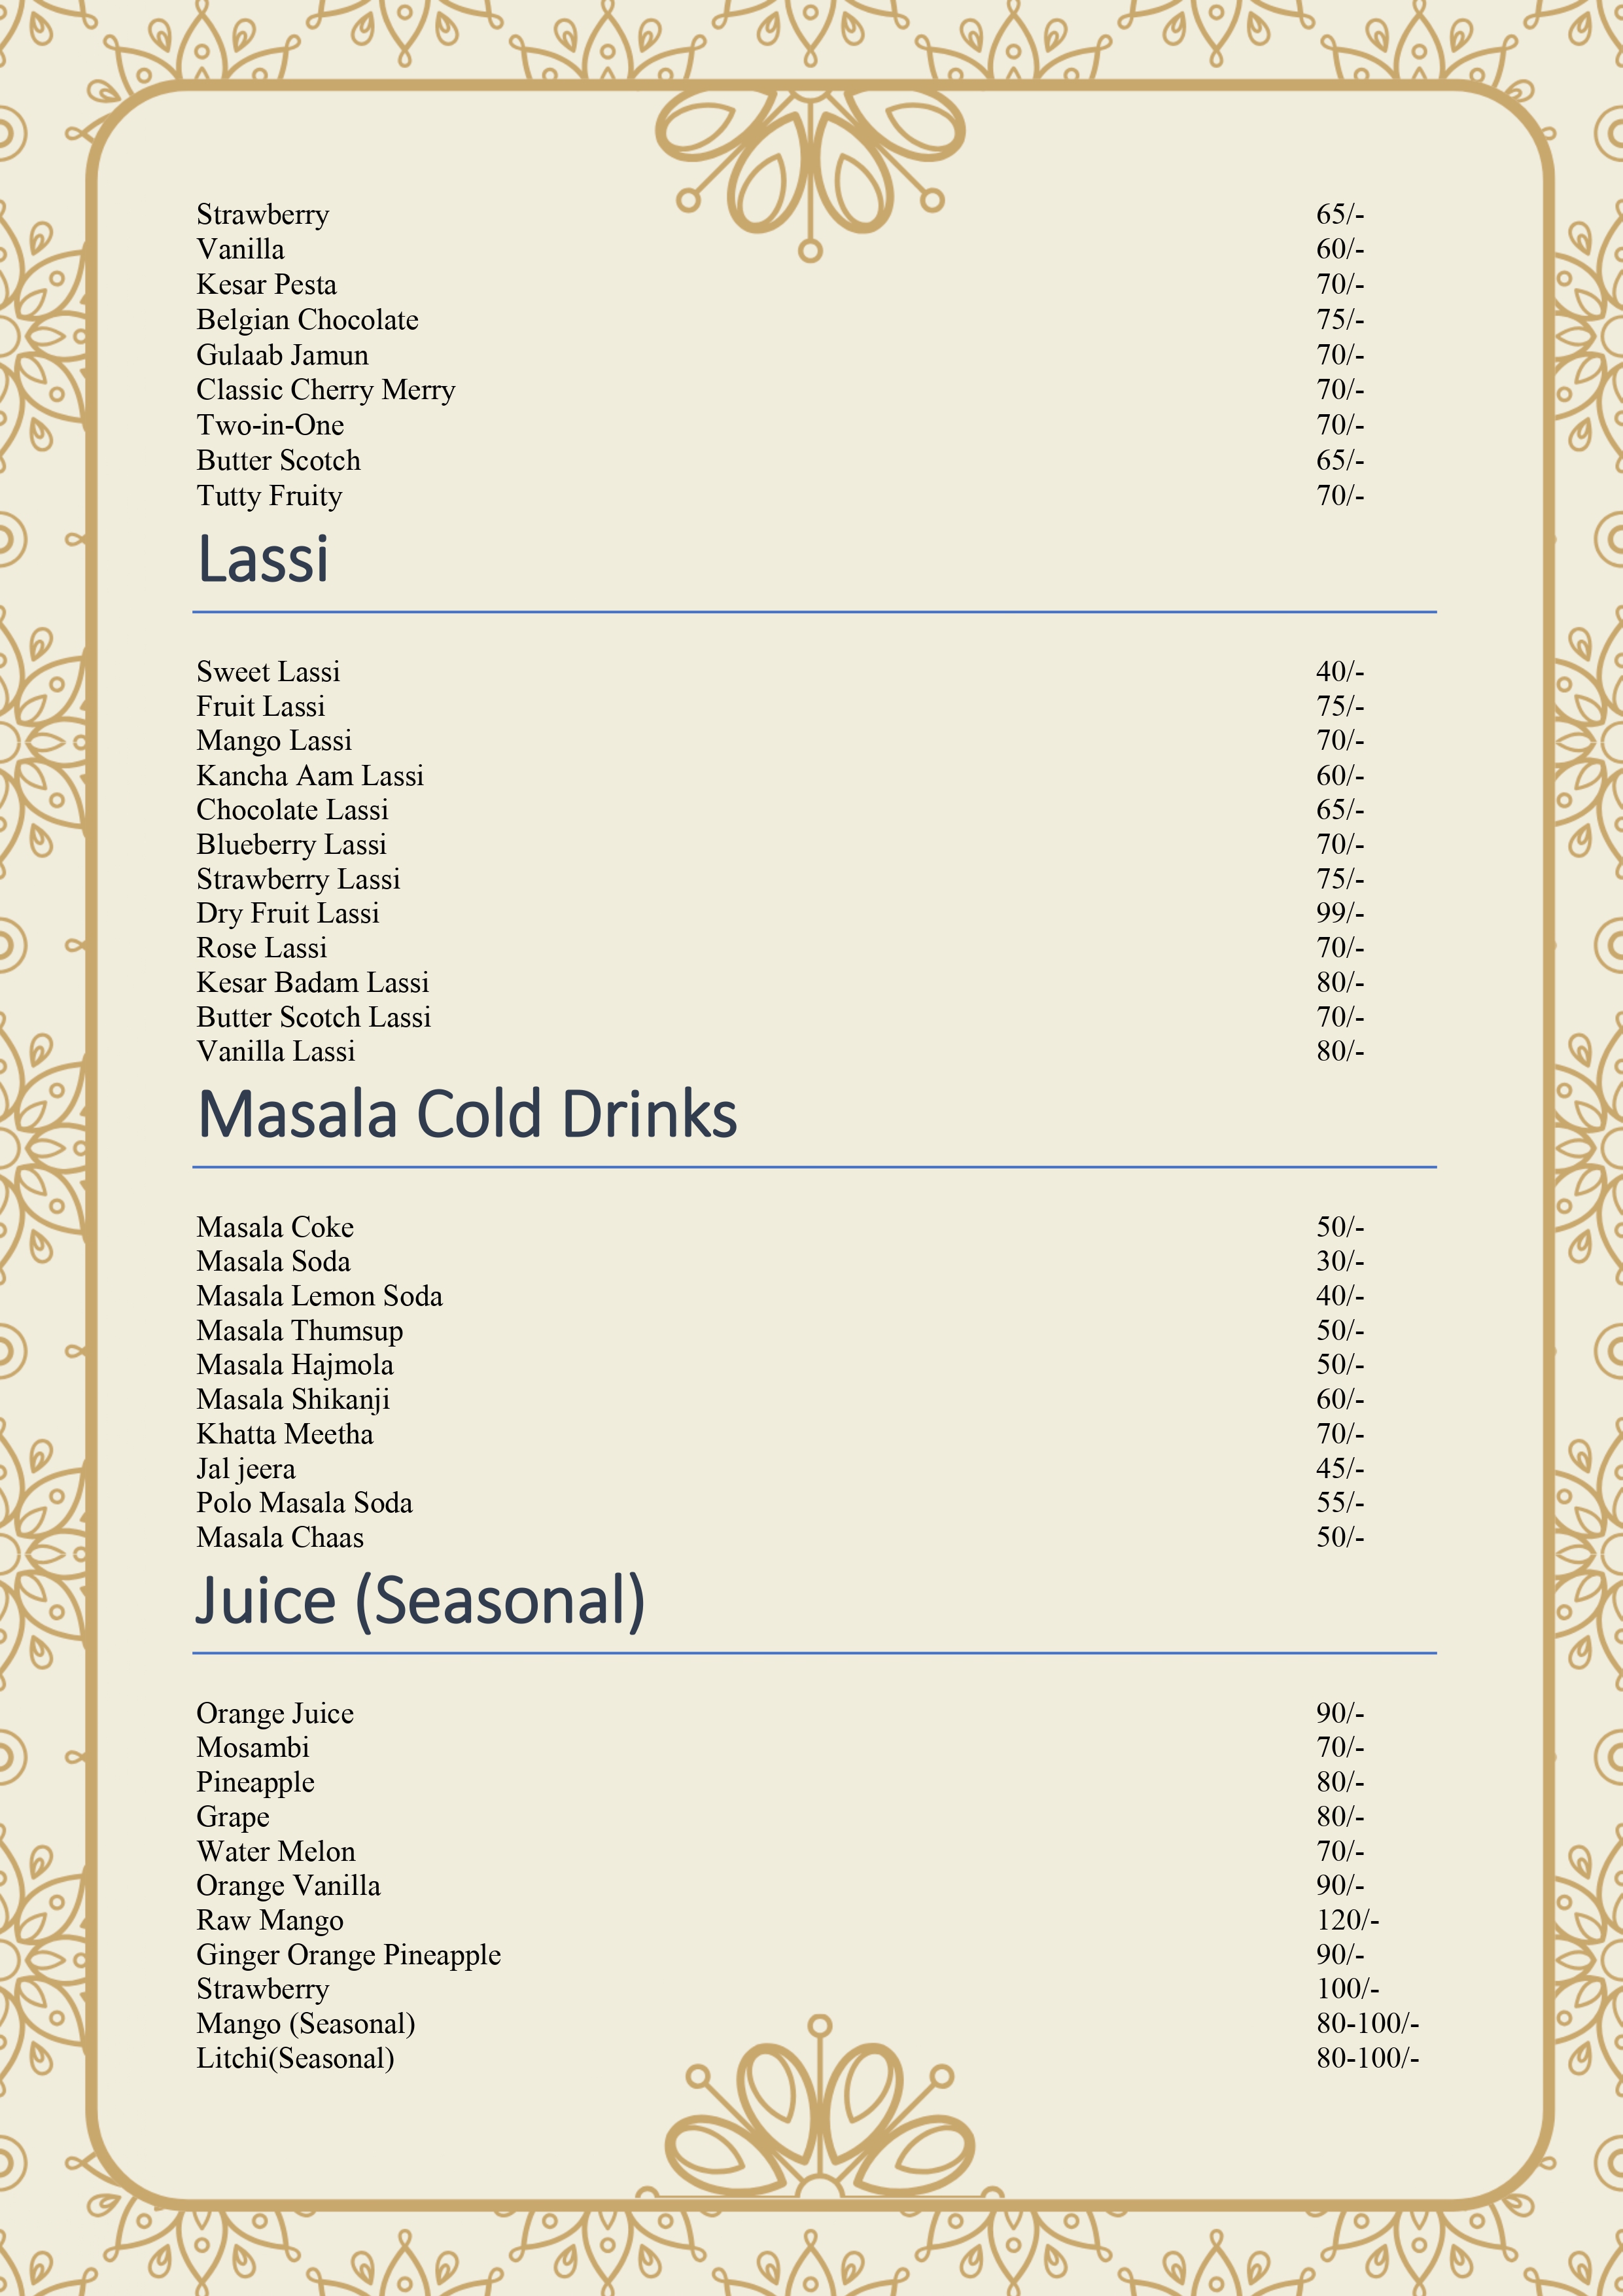 Strawberry 65/-
Vanilla 60/-
Kesar Pesta 70/-
Belgian Chocolate 75/-
Gulaab Jamun 70/-
Classic Cherry Merry 70/-
Two-in-One 70/-
Butter Scotch 65/-
Tutty Fruity 70/-
Lassi
Sweet Lassi 40/-
Fruit Lassi 75/-
Mango Lassi 70/-
Kancha Aam Lassi 60/-
Chocolate Lassi 65/-
Blueberry Lassi 70/-
Strawberry Lassi 75/-
Dry Fruit Lassi 99/-
Rose Lassi 70/-
Kesar Badam Lassi 80/-
Butter Scotch Lassi 70/-
Vanilla Lassi 80/-
Masala Cold Drinks
Masala Coke 50/-
Masala Soda 30/-
Masala Lemon Soda 40/-
Masala Thumsup 50/-
Masala Hajmola 50/-
Masala Shikanji 60/-
Khatta Meetha 70/-
Jal jeera 45/-
Polo Masala Soda 55/-
Masala Chaas 50/-
Juice (Seasonal)
Orange Juice 90/-
Mosambi 70/-
Pineapple 80/-
Grape 80/-
Water Melon 70/-
Orange Vanilla 90/-
Raw Mango 120/-
Ginger Orange Pineapple 90/-
Strawberry 100/-
Mango (Seasonal) 80-100/-
Litchi(Seasonal) 80-100/-